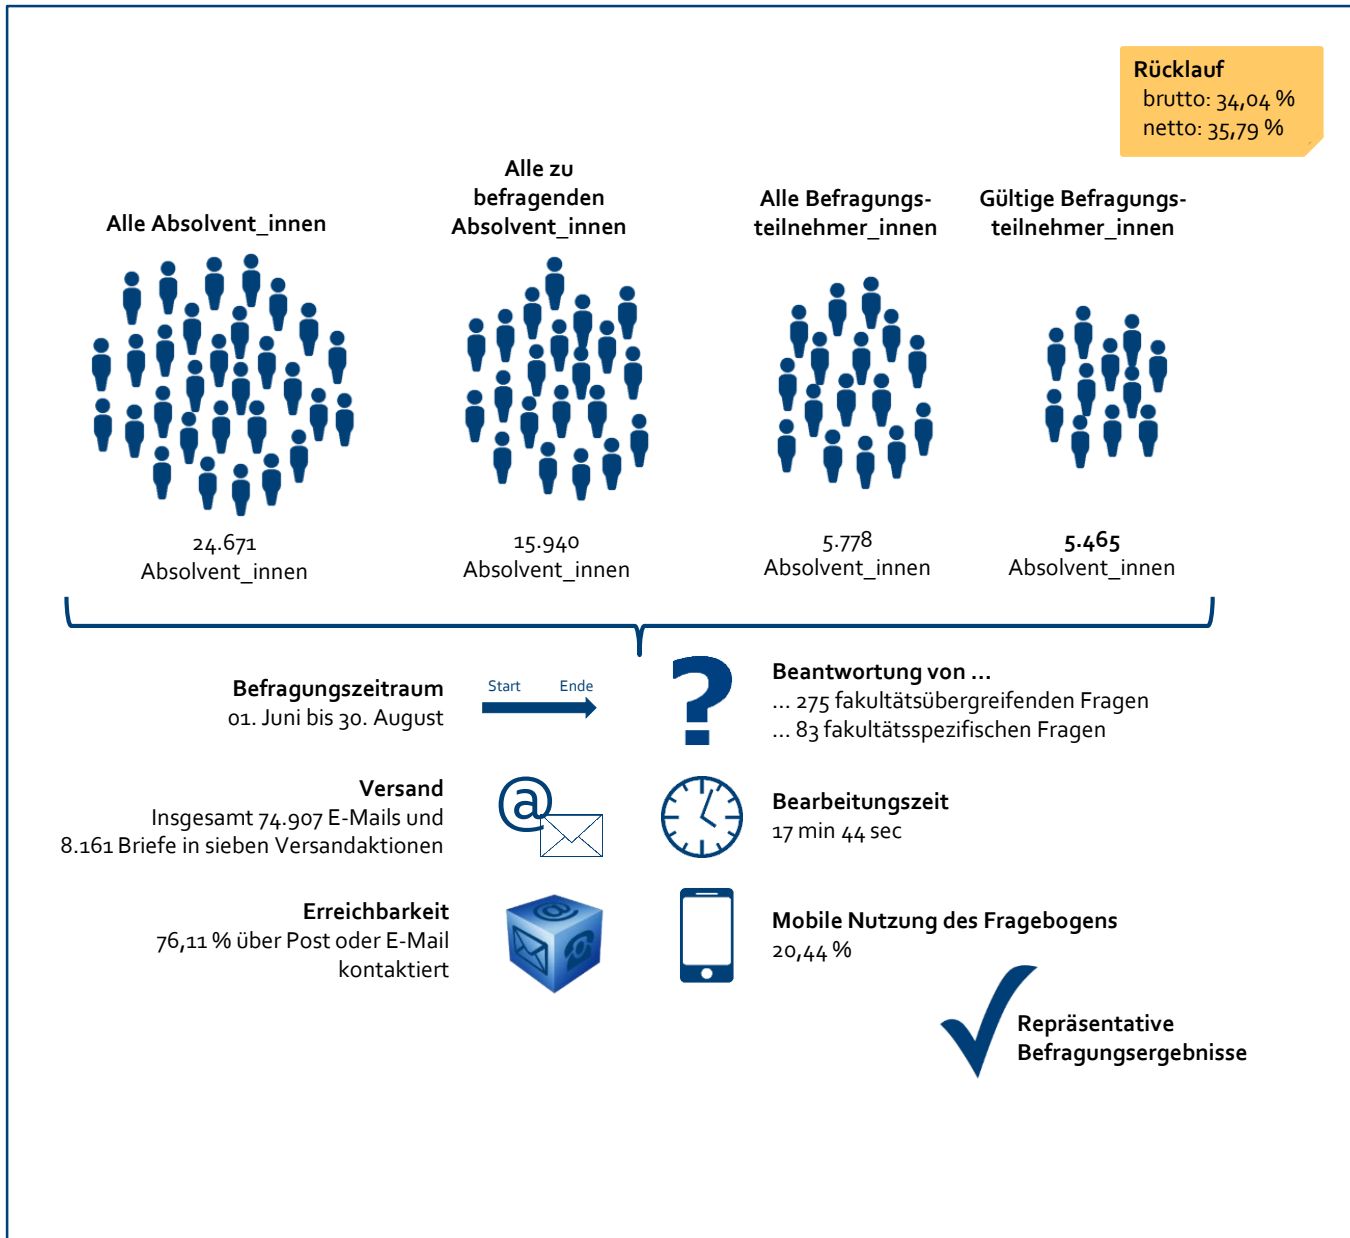 Rücklauf
brutto: 34,04 %
netto: 35,79 %
Alle Absolvent_innen
Alle zu
befragenden
Absolvent_innen
Alle Befragungs-
teilnehmer_innen
Gültige Befragungs-
teilnehmer_innen
24.671
Absolvent_innen
15.940
Absolvent_innen
5.778
Absolvent_innen
5.465
Absolvent_innen
Befragungszeitraum
01. Juni bis 30. August
Start Ende
Beantwortung von ...
... 275 fakultätsübergreifenden Fragen
... 83 fakultätsspezifischen Fragen
Versand
Insgesamt 74.907 E-Mails und
8.161 Briefe in sieben Versandaktionen
Bearbeitungszeit
17 min 44 sec
Erreichbarkeit
76,11 % über Post oder E-Mail
kontaktiert
Mobile Nutzung des Fragebogens
20,44 %
Repräsentative
Befragungsergebnisse